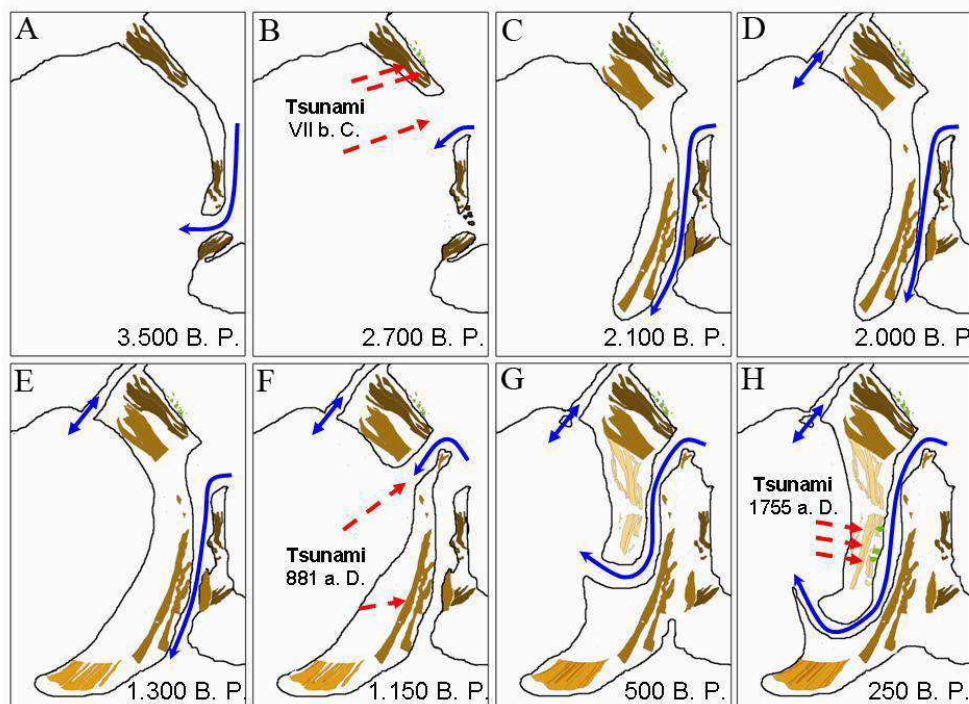 A
3.500 B. P.
B
Tsunami
VII b. C.
2.700 B. P.
C
2.100 B. P.
D
2.000 B. P.
E
1.300 B. P.
F
Tsunami
881 a. D.
1.150 B. P.
G
500 B. P.
H
Tsunami
1755 a. D.
250 B. P.